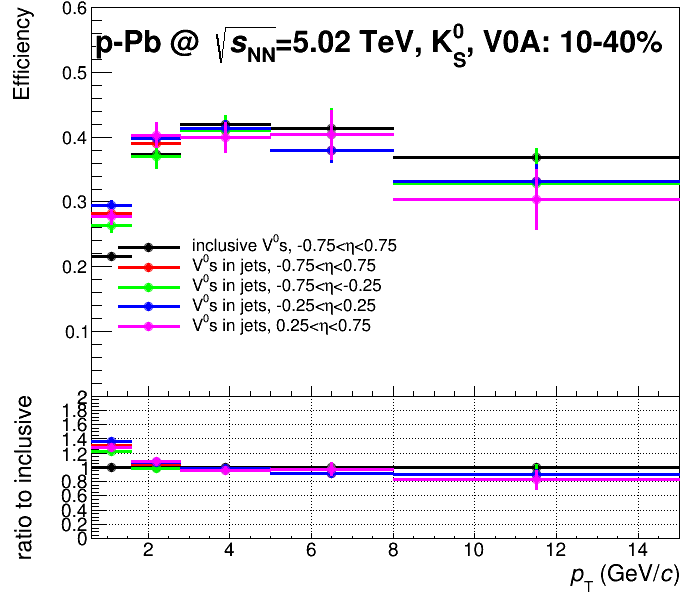 p-Pb @ √sNN=5.02 TeV, K0S, V0A: 10-40%
Efficiency
0.6
0.5
0.4
0.3
0.2
0.1
inclusive V0s, -0.75<η<0.75
V0s in jets, -0.75<η<0.75
V0s in jets, -0.75<η<-0.25
V0s in jets, -0.25<η<0.25
V0s in jets, 0.25<η<0.75
ratio to inclusive
2
1.8
1.6
1.4
1.2
1
0.8
0.6
0.4
0.2
0
2 4 6 8 10 12 14
pT (GeV/c)